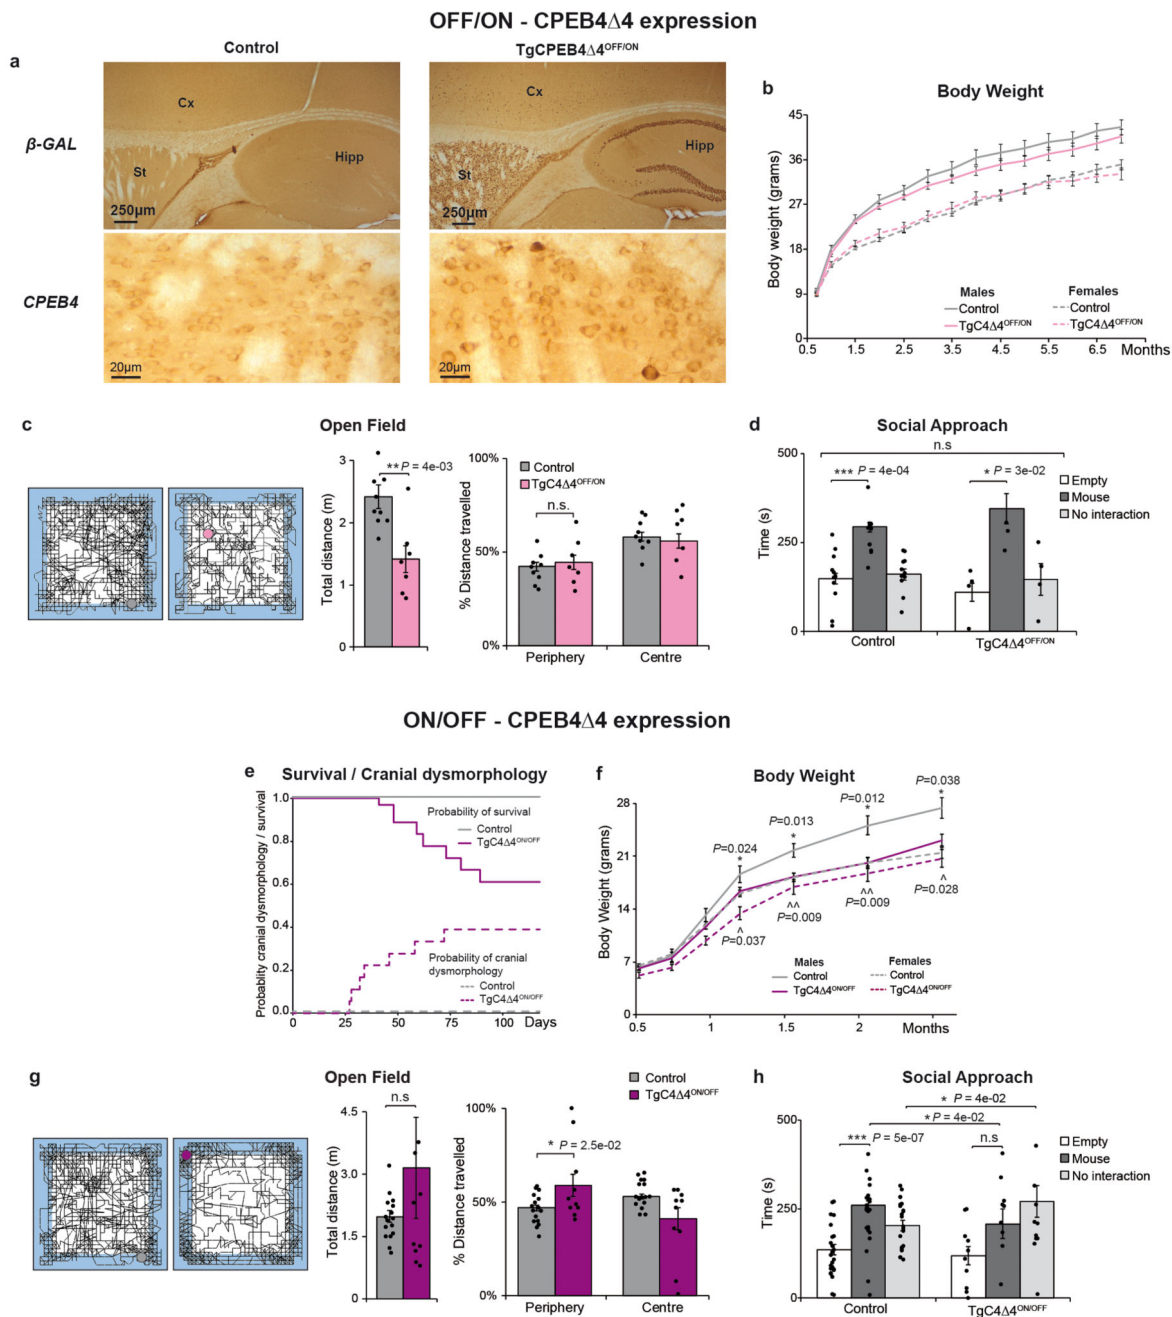 OFF/ON - CPEB4Δ4 expression
Control
TgCPEB4Δ4OFF/ON
a
β-GAL
Cx
St
Hipp
250μm
Cx
St
Hipp
250μm
CPEB4
20μm
20μm
b
Body Weight
Body weight (grams)
45
36
27
18
9
0
Males
Females
Control
Control
TgC4Δ4OFF/ON
TgC4Δ4OFF/ON
0.5 1.5 2.5 3.5 4.5 5.5 6.5 Months
c
Open Field
Total distance (m)
3
2
1
0
** P = 4e-03
% Distance travelled
100%
50%
0%
Control
TgC4Δ4OFF/ON
n.s.
Periphery
Centre
d
Social Approach
n.s
Time (s)
500
250
0
*** P = 4e-04
* P = 3e-02
Empty
Mouse
No interaction
Control
TgC4Δ4OFF/ON
ON/OFF - CPEB4Δ4 expression
e
Survival / Cranial dysmorphology
Probablity cranial dysmorphology / survival
1.0
0.8
0.6
0.4
0.2
0.0
Probability of survival
Control
TgC4Δ4ON/OFF
Probability of cranial
dysmorphology
Control
TgC4Δ4ON/OFF
0 25 50 75 100 Days
f
Body Weight
Body Weight (grams)
28
21
14
7
0
P=0.024
*
P=0.013
*
P=0.012
*
P=0.038
*
^
P=0.037
^^
P=0.009
^^
P=0.009
^
P=0.028
Males
Females
Control
Control
TgC4Δ4ON/OFF
TgC4Δ4ON/OFF
0.5 1 1.5 2 Months
g
Open Field
Total distance (m)
4.5
3.0
1.5
0
n.s
% Distance travelled
100%
50%
0%
Control
TgC4Δ4ON/OFF
* P = 2.5e-02
Periphery
Centre
h
Social Approach
* P = 4e-02
* P = 4e-02
*** P = 5e-07
n.s
Time (s)
500
250
0
Empty
Mouse
No interaction
Control
TgC4Δ4ON/OFF